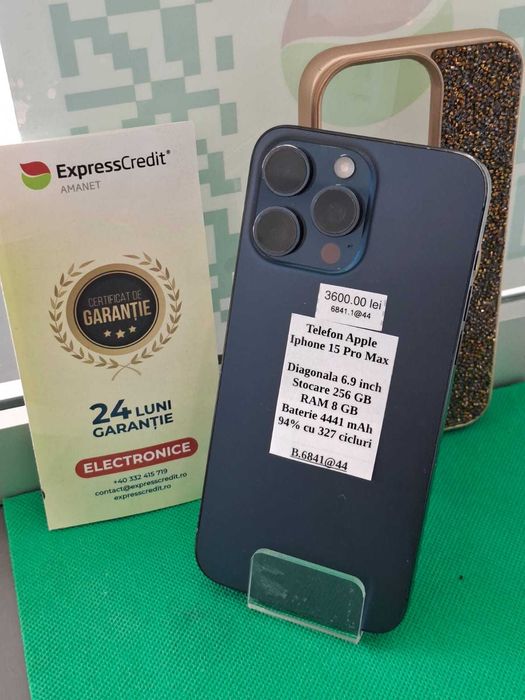 ExpressCredit®
AMANET
CERTIFICAT DE
GARANȚIE
24 LUNI
GARANȚIE
ELECTRONICE
+40 332 415 719
contact@expresscredit.ro
expresscredit.ro
3600.00 lei
6841.1@44
Telefon Apple
Iphone 15 Pro Max
Diagonala 6.9 inch
Stocare 256 GB
RAM 8 GB
Baterie 4441 mAh
94% cu 327 cicluri
B.6841@44